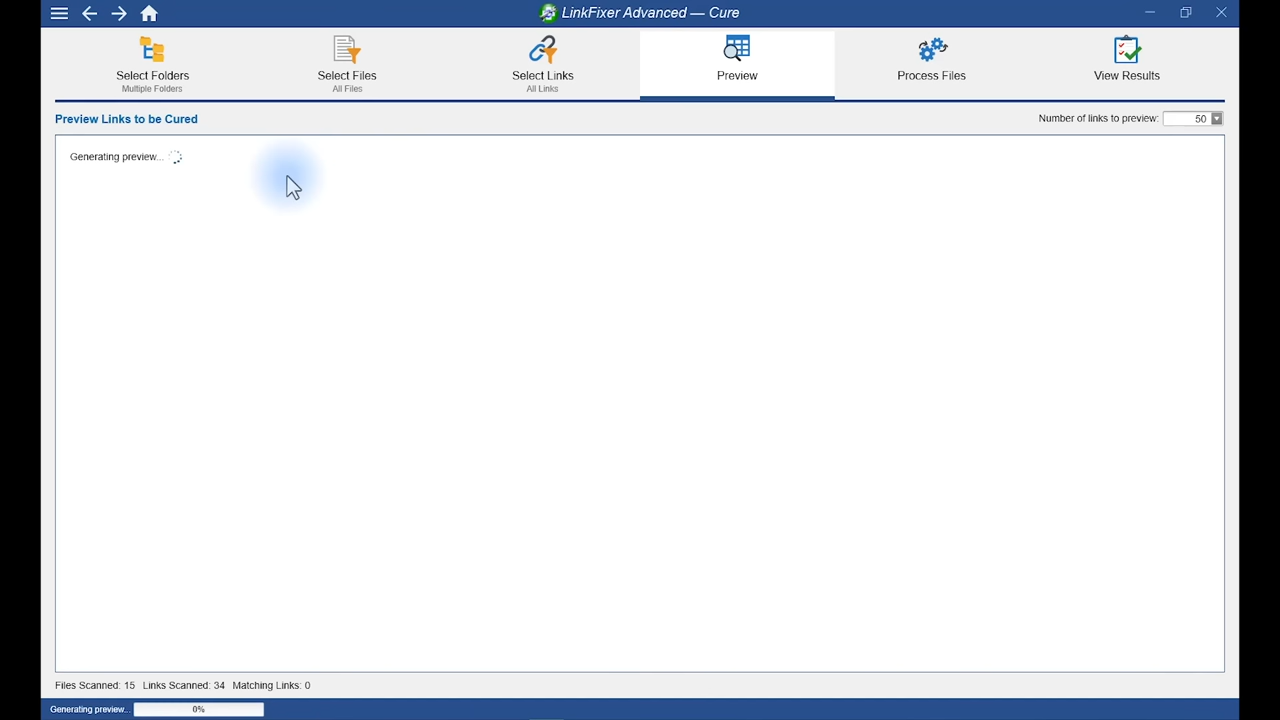 LinkFixer Advanced — Cure
Select Folders
Multiple Folders
Select Files
All Files
Select Links
All Links
Preview
Process Files
View Results
Preview Links to be Cured
Number of links to preview: 50
Generating preview...
Files Scanned: 15 Links Scanned: 34 Matching Links: 0
Generating preview... 0%